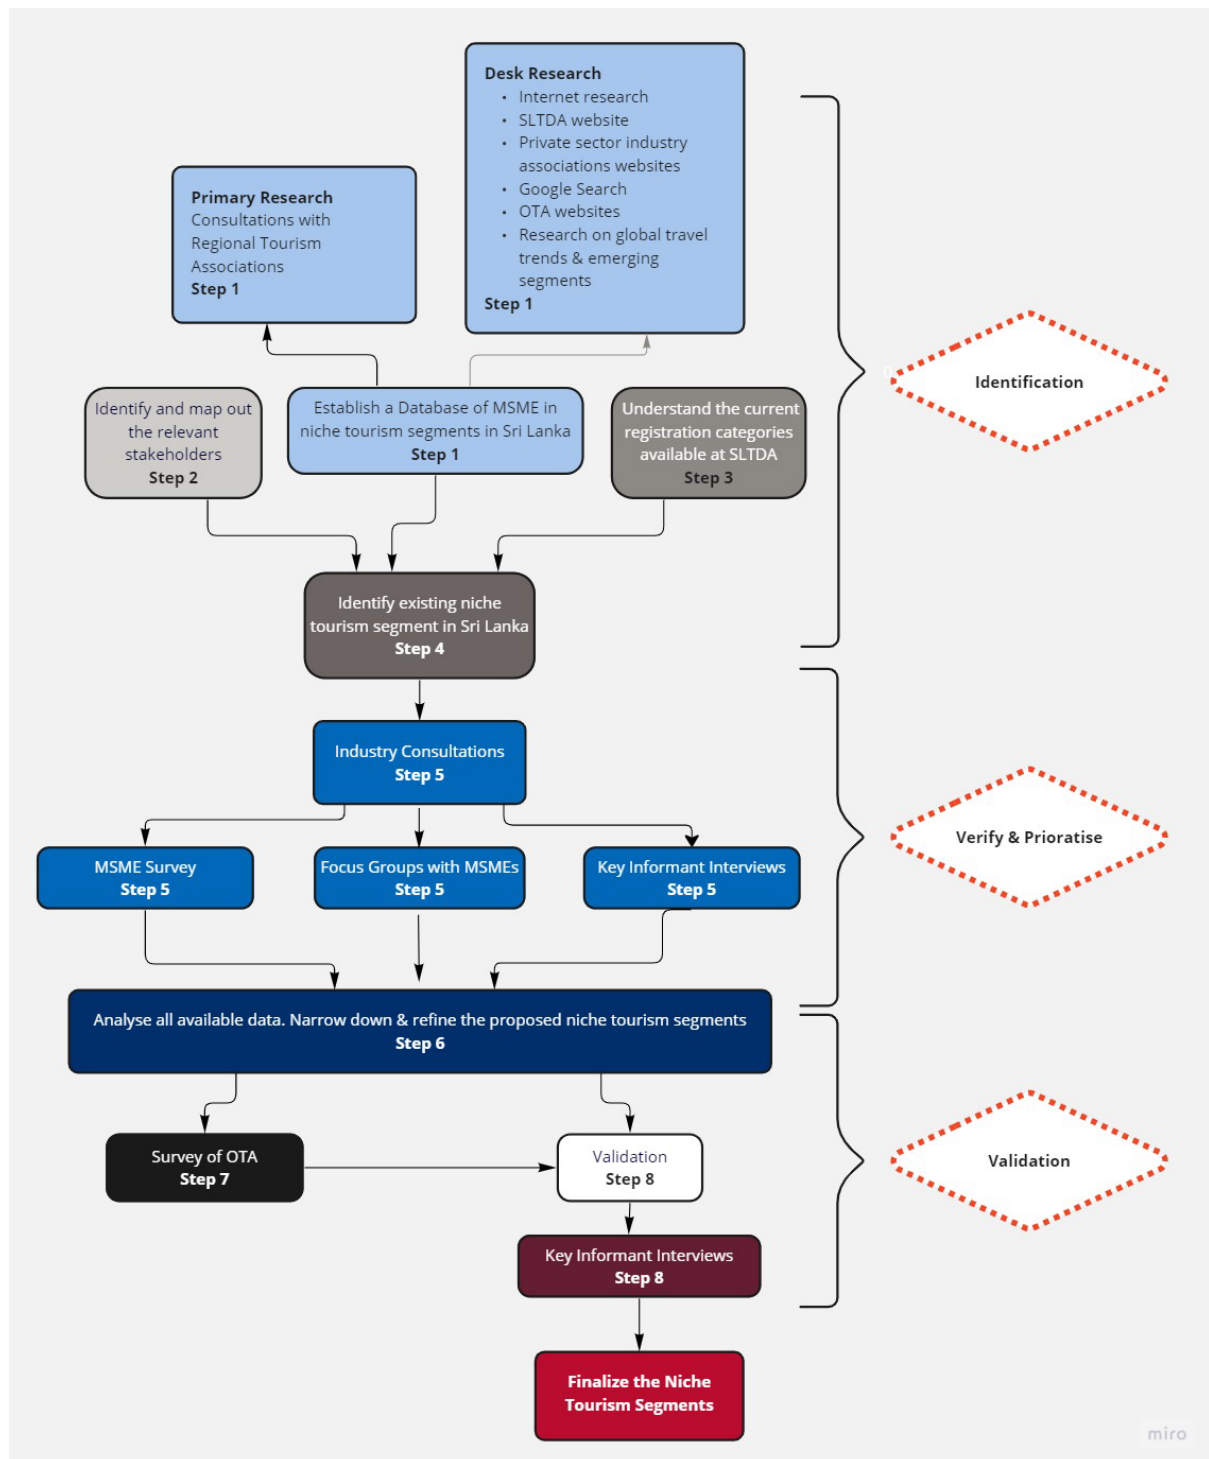 Desk Research
• Internet research
• SLTDA website
• Private sector industry
associations websites
• Google Search
• OTA websites
• Research on global travel
trends & emerging
segments
Step 1
Primary Research
Consultations with
Regional Tourism
Associations
Step 1
Identification
Identify and map out
the relevant
stakeholders
Step 2
Establish a Database of MSME in
niche tourism segments in Sri Lanka
Step 1
Understand the current
registration categories
available at SLTDA
Step 3
Identify existing niche
tourism segment in Sri Lanka
Step 4
Industry Consultations
Step 5
Verify & Prioratise
MSME Survey
Step 5
Focus Groups with MSMEs
Step 5
Key Informant Interviews
Step 5
Analyse all available data. Narrow down & refine the proposed niche tourism segments
Step 6
Survey of OTA
Step 7
Validation
Step 8
Validation
Key Informant Interviews
Step 8
Finalize the Niche
Tourism Segments
miro